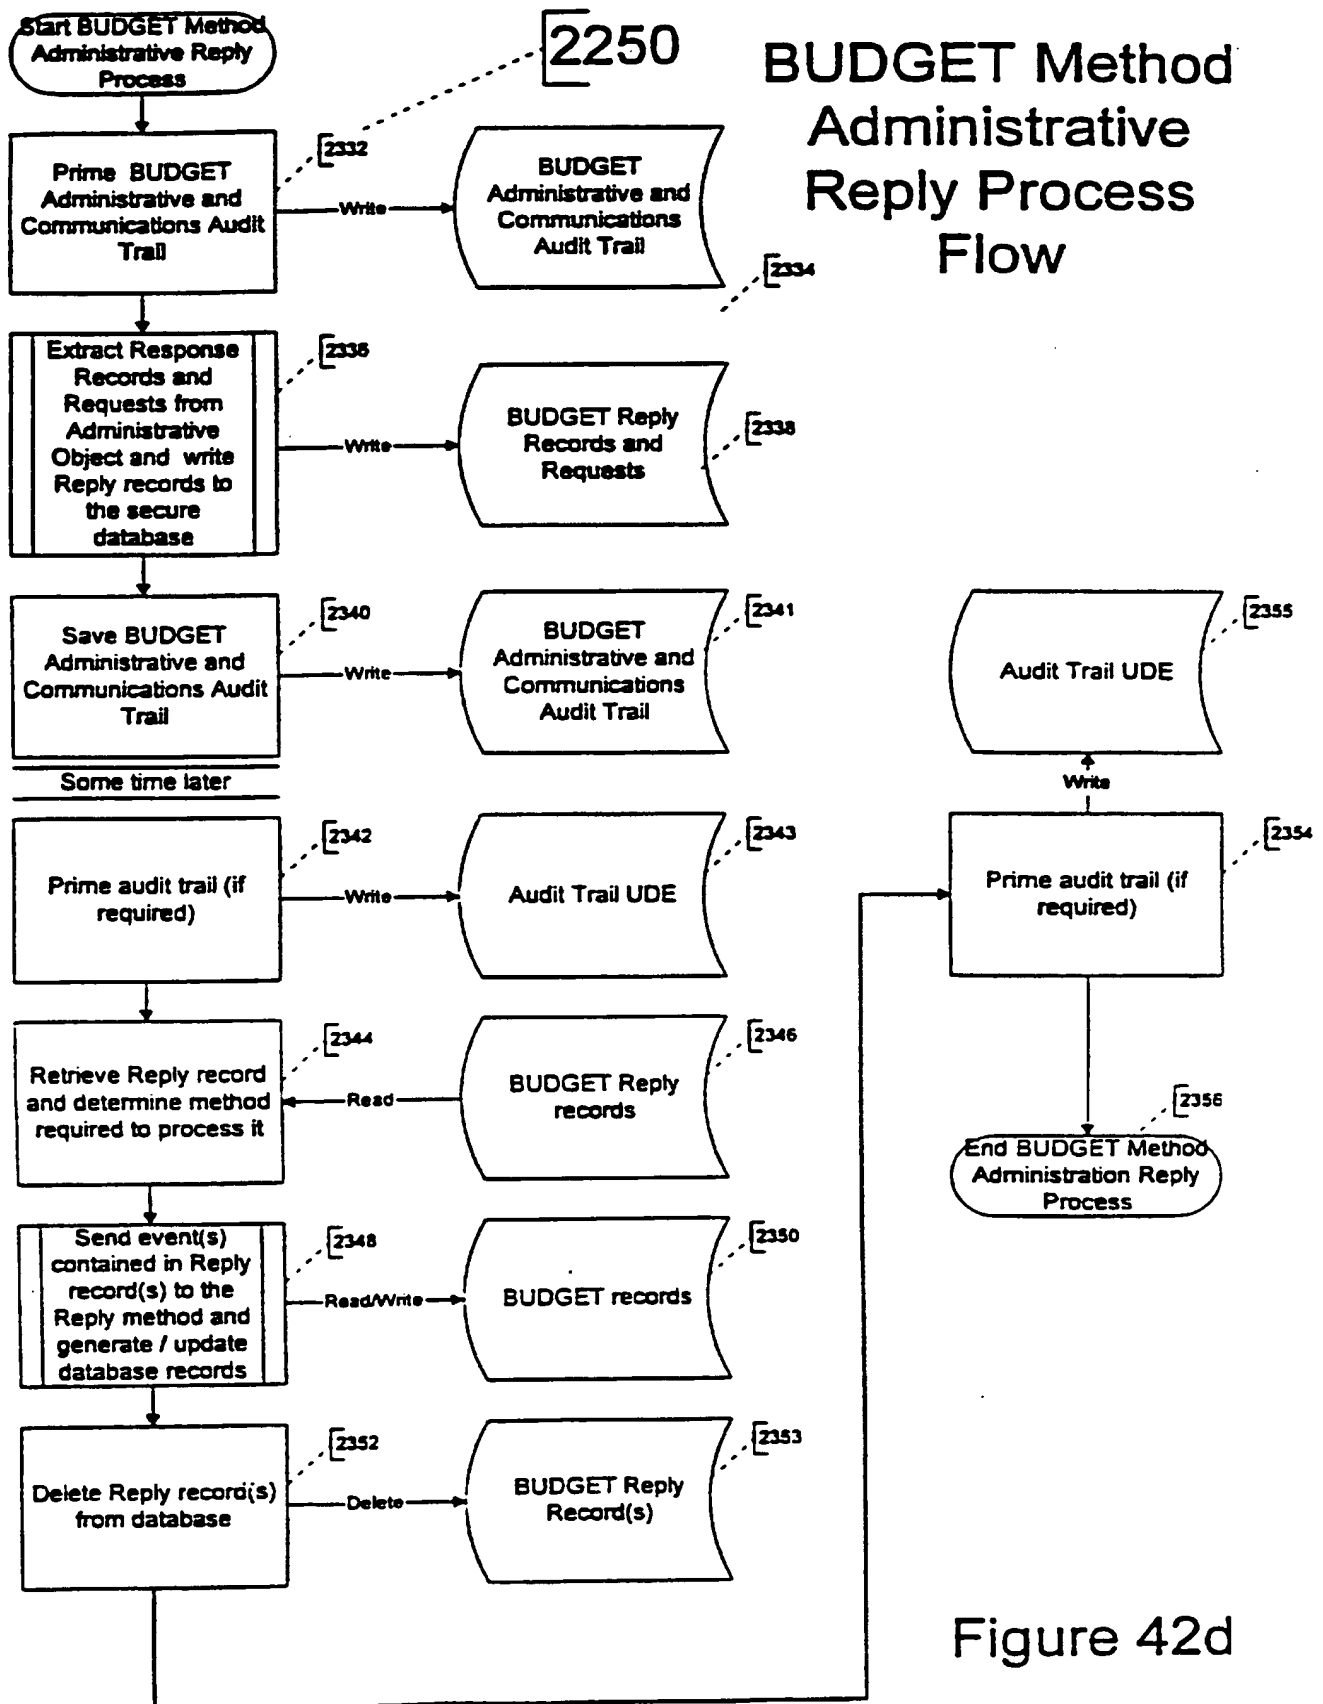 Start BUDGET Method
Administrative Reply
Process
2250
BUDGET Method
Administrative
Reply Process
Flow
2332
Prime BUDGET
Administrative and
Communications Audit
Trail
Write
BUDGET
Administrative and
Communications
Audit Trail
2334
Extract Response
Records and
Requests from
Administrative
Object and write
Reply records to
the secure
database
2336
Write
BUDGET Reply
Records and
Requests
2338
Save BUDGET
Administrative and
Communications Audit
Trail
2340
Write
BUDGET
Administrative and
Communications
Audit Trail
2341
Audit Trail UDE
2355
Write
Some time later
Prime audit trail (if
required)
2342
Write
Audit Trail UDE
2343
Prime audit trail (if
required)
2354
Retrieve Reply record
and determine method
required to process it
2344
Read
BUDGET Reply
records
2346
2356
End BUDGET Method
Administration Reply
Process
Send event(s)
contained in Reply
record(s) to the
Reply method and
generate / update
database records
2348
Read/Write
BUDGET records
2350
Delete Reply record(s)
from database
2352
Delete
BUDGET Reply
Record(s)
2353
Figure 42d